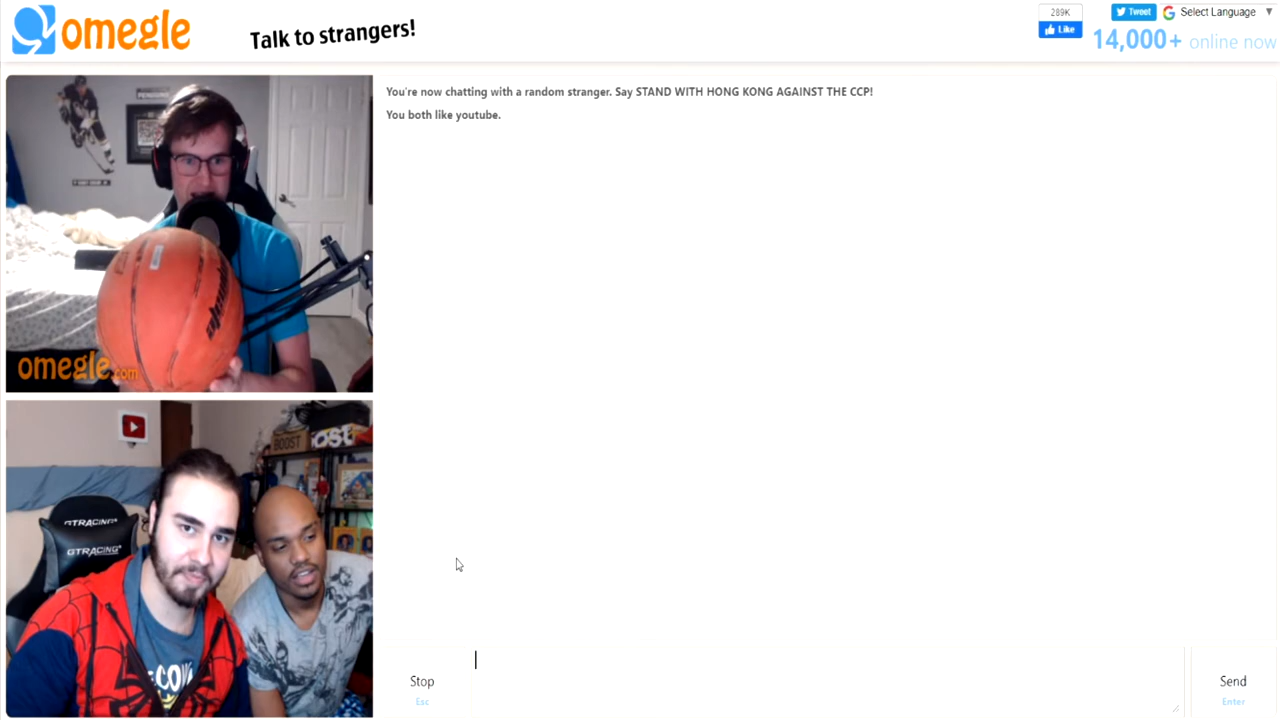 omegle
Talk to strangers!
289K
Like
Tweet
Select Language
14,000+ online now
You're now chatting with a random stranger. Say STAND WITH HONG KONG AGAINST THE CCP!
You both like youtube.
omegle.com
BOOST
OST
GTRACING
GTRACING
Stop
Esc
Send
Enter